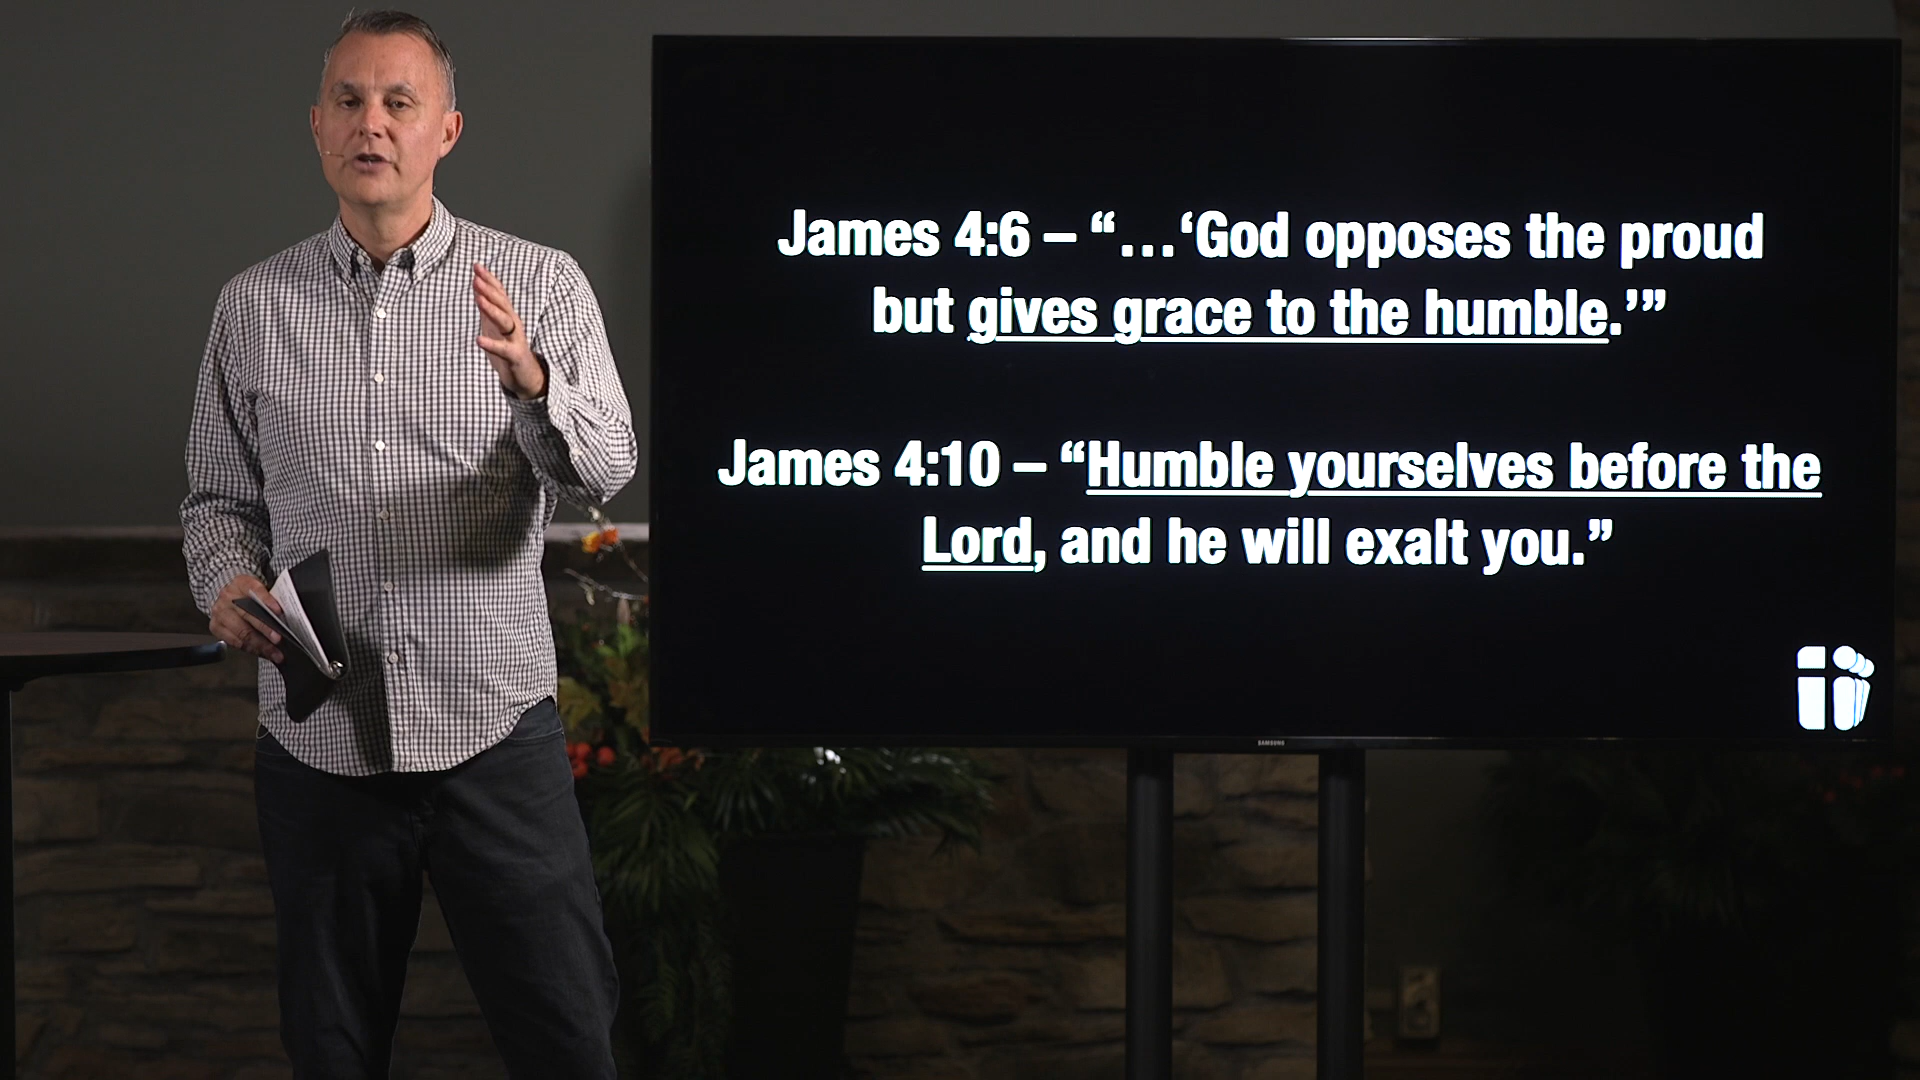 James 4:6 – “…‘God opposes the proud
but gives grace to the humble.’”
James 4:10 – “Humble yourselves before the
Lord, and he will exalt you.”
SAMSUNG